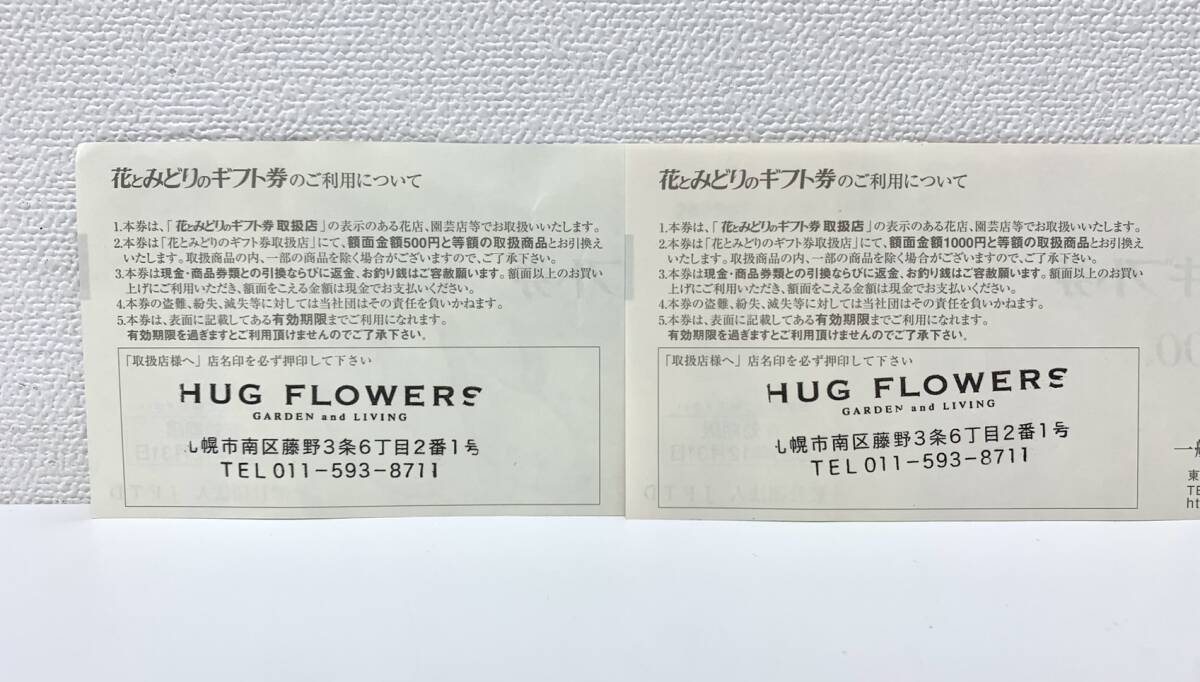 花とみどりのギフト券のご利用について
1.本券は、「花とみどりのギフト券 取扱店」の表示のある花店、園芸店等でお取扱いいたします。
2.本券は「花とみどりのギフト券取扱店」にて、額面金額500円と等額の取扱商品とお引換え
いたします。取扱商品の内、一部の商品を除く場合がございますので、ご了承下さい。
3.本券は現金・商品券類との引換ならびに返金、お釣り銭はご容赦願います。額面以上のお買い
上げにご利用いただき、額面をこえる金額は現金でお支払いください。
4.本券の盗難、紛失、滅失等に対しては当社団はその責任を負いかねます。
5.本券は、表面に記載してある有効期限までご利用になれます。
有効期限を過ぎますとご利用頂けませんのでご了承下さい。
「取扱店様へ」店名印を必ず押印して下さい
HUG FLOWERS
GARDEN and LIVING
札幌市南区藤野3条6丁目2番1号
TEL 011-593-8711
花とみどりのギフト券のご利用について
1.本券は、「花とみどりのギフト券 取扱店」の表示のある花店、園芸店等でお取扱いいたします。
2.本券は「花とみどりのギフト券取扱店」にて、額面金額1000円と等額の取扱商品とお引換え
いたします。取扱商品の内、一部の商品を除く場合がございますので、ご了承下さい。
3.本券は現金・商品券類との引換ならびに返金、お釣り銭はご容赦願います。額面以上のお買い
上げにご利用いただき、額面をこえる金額は現金でお支払いください。
4.本券の盗難、紛失、滅失等に対しては当社団はその責任を負いかねます。
5.本券は、表面に記載してある有効期限までご利用になれます。
有効期限を過ぎますとご利用頂けませんのでご了承下さい。
「取扱店様へ」店名印を必ず押印して下さい
HUG FLOWERS
GARDEN and LIVING
札幌市南区藤野3条6丁目2番1号
TEL 011-593-8711
一般
東
TE
ht